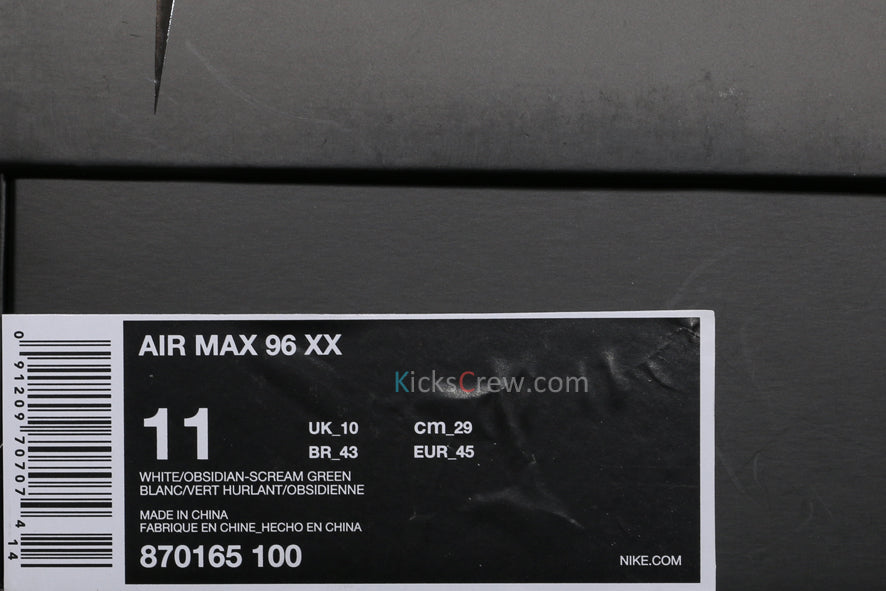 AIR MAX 96 XX
KicksCrew.com
11
UK_10 cm_29
BR_43 EUR_45
WHITE/OBSIDIAN-SCREAM GREEN
BLANC/VERT HURLANT/OBSIDIENNE
MADE IN CHINA
FABRIQUE EN CHINE_HECHO EN CHINA
870165 100
NIKE.COM
0 91209 70707 4 14